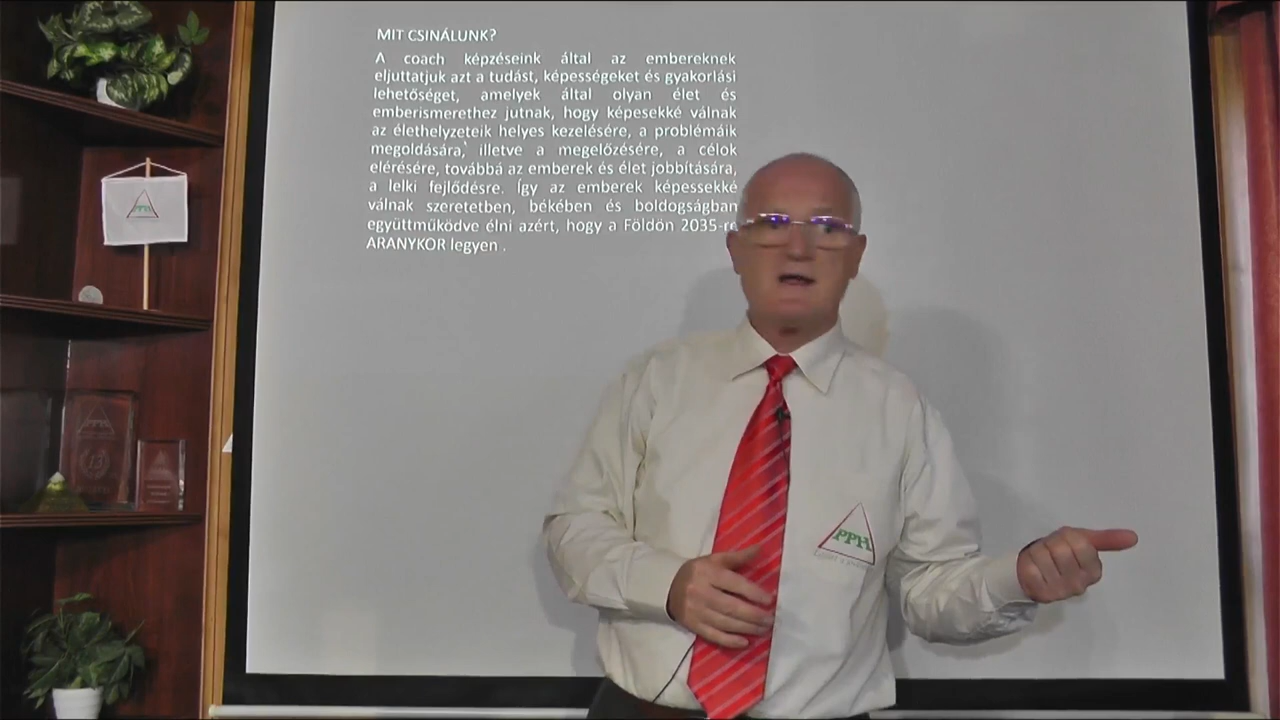 MIT CSINÁLUNK?
A coach képzéseink által az embereknek
eljuttatjuk azt a tudást, képességeket és gyakorlási
lehetőséget, amelyek által olyan élet és
emberismerethez jutnak, hogy képesekké válnak
az élethelyzeteik helyes kezelésére, a problémáik
megoldására, illetve a megelőzésére, a célok
elérésére, továbbá az emberek és élet jobbítására,
a lelki fejlődésre. Így az emberek képessekké
válnak szeretetben, békében és boldogságban
együttműködve élni azért, hogy a Földön 2035-re
ARANYKOR legyen .
PPH
PPH
PPH
13